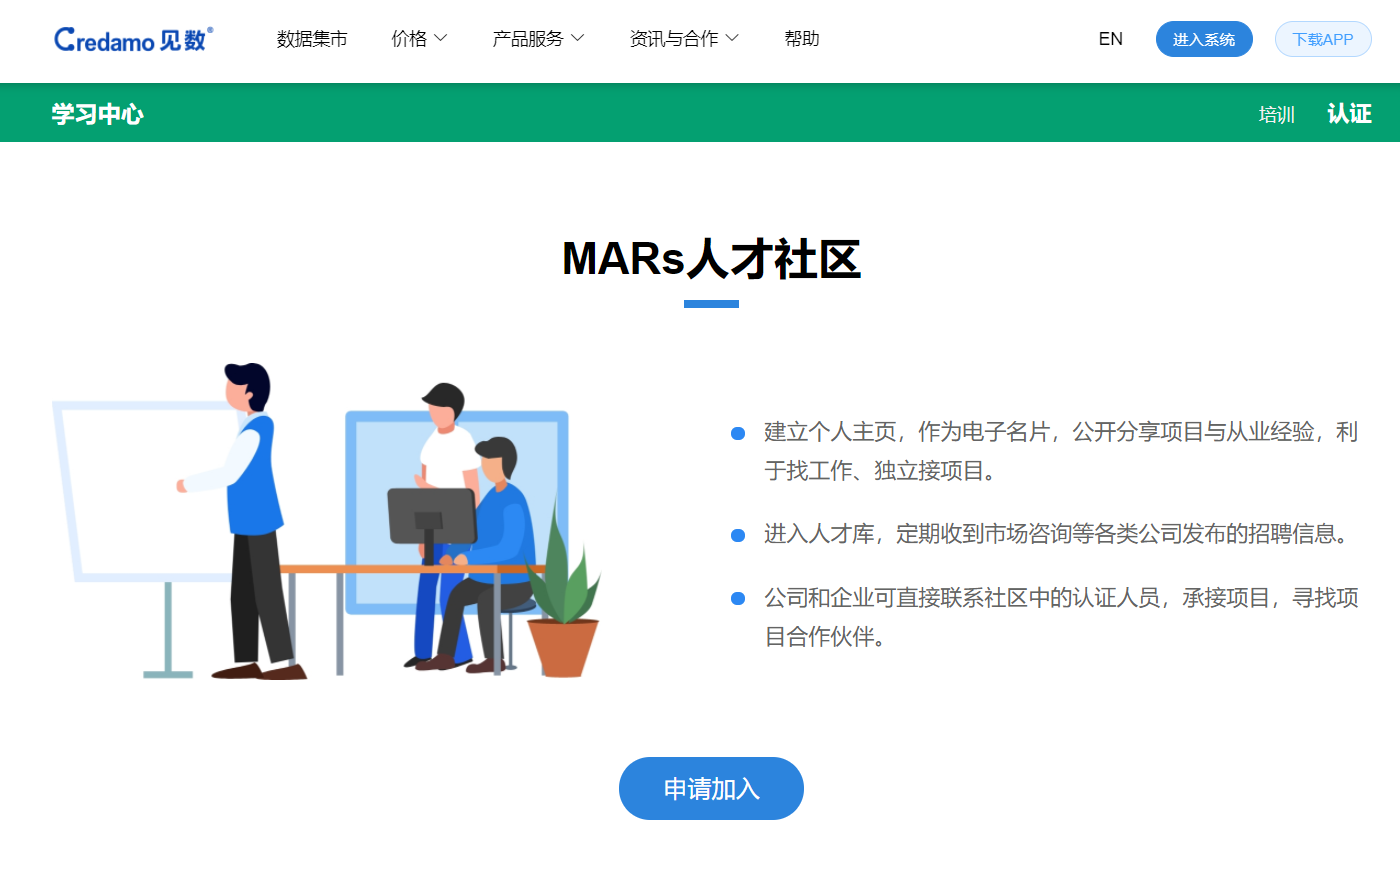 Credamo 见数®
数据集市
价格
产品服务
资讯与合作
帮助
EN
进入系统
下载APP
学习中心
培训
认证
MARs人才社区
建立个人主页，作为电子名片，公开分享项目与从业经验，利
于找工作、独立接项目。
进入人才库，定期收到市场咨询等各类公司发布的招聘信息。
公司和企业可直接联系社区中的认证人员，承接项目，寻找项
目合作伙伴。
申请加入